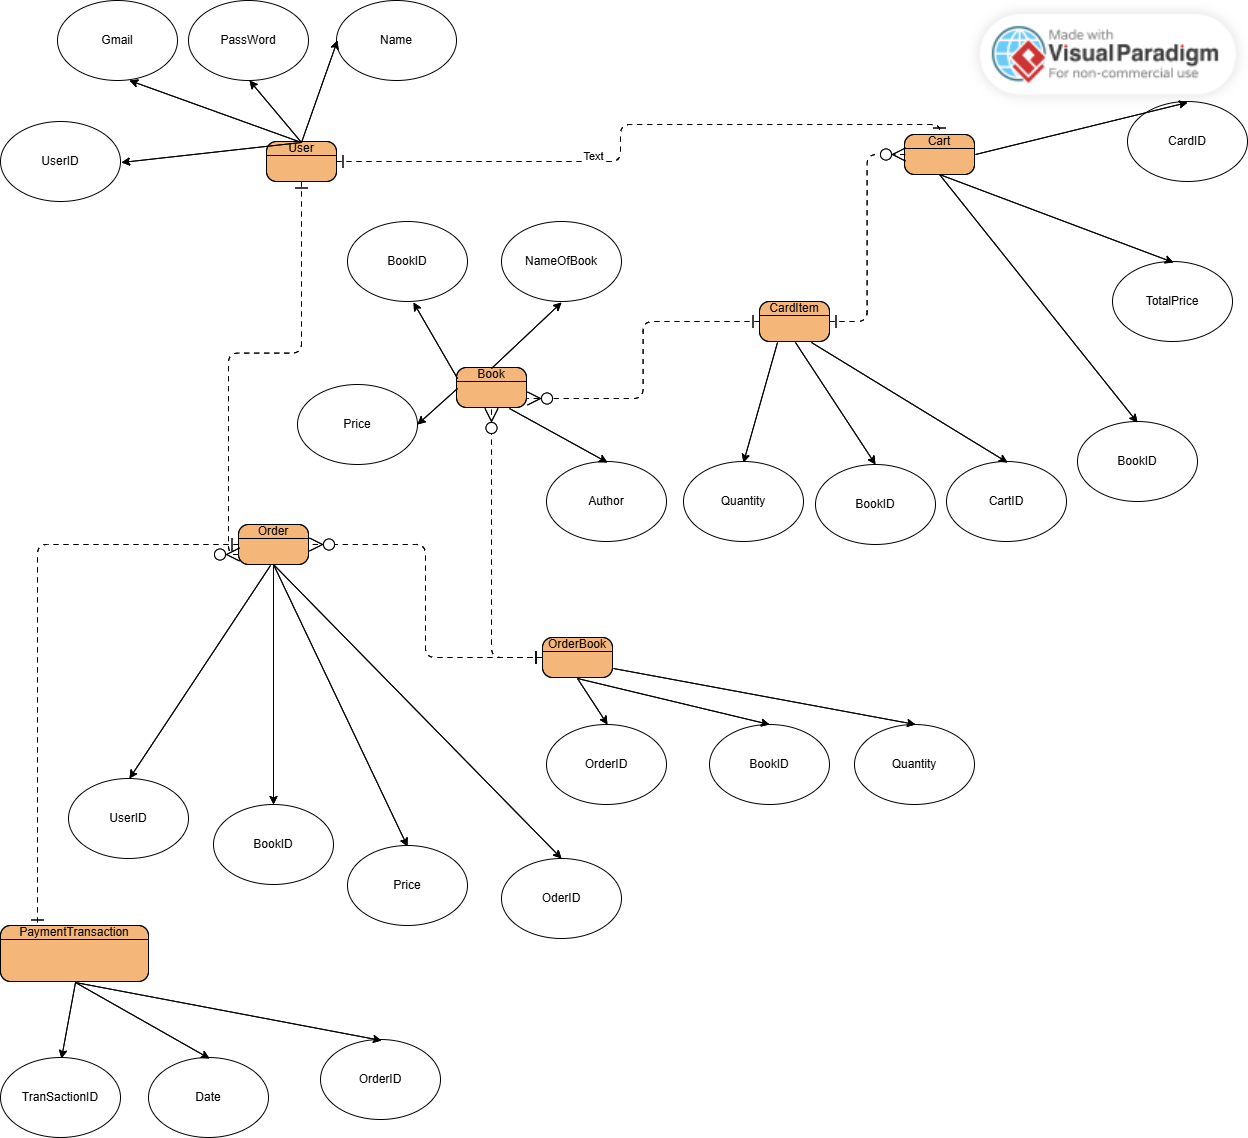 Gmail
PassWord
Name
Made with
VisualParadigm
For non-commercial use
UserID
User
Text
Cart
CardID
BookID
NameOfBook
TotalPrice
CardItem
Book
Price
Author
Quantity
BookID
CartID
BookID
Order
OrderBook
OrderID
BookID
Quantity
UserID
BookID
Price
OderID
PaymentTransaction
TranSactionID
Date
OrderID